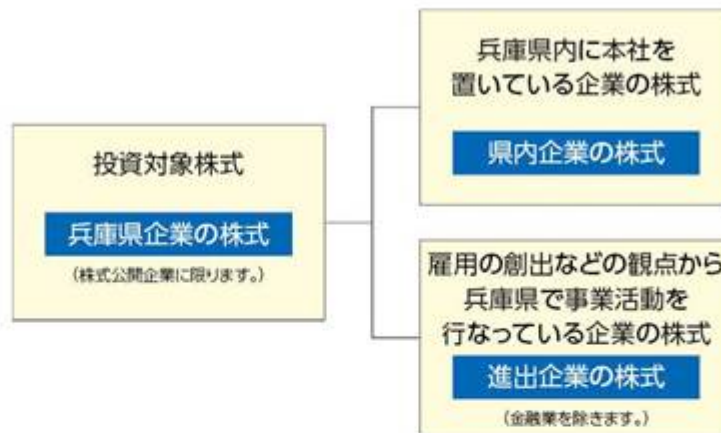 投資対象株式
兵庫県企業の株式
(株式公開企業に限ります。)
兵庫県内に本社を
置いている企業の株式
県内企業の株式
雇用の創出などの観点から
兵庫県で事業活動を
行なっている企業の株式
進出企業の株式
(金融業を除きます。)